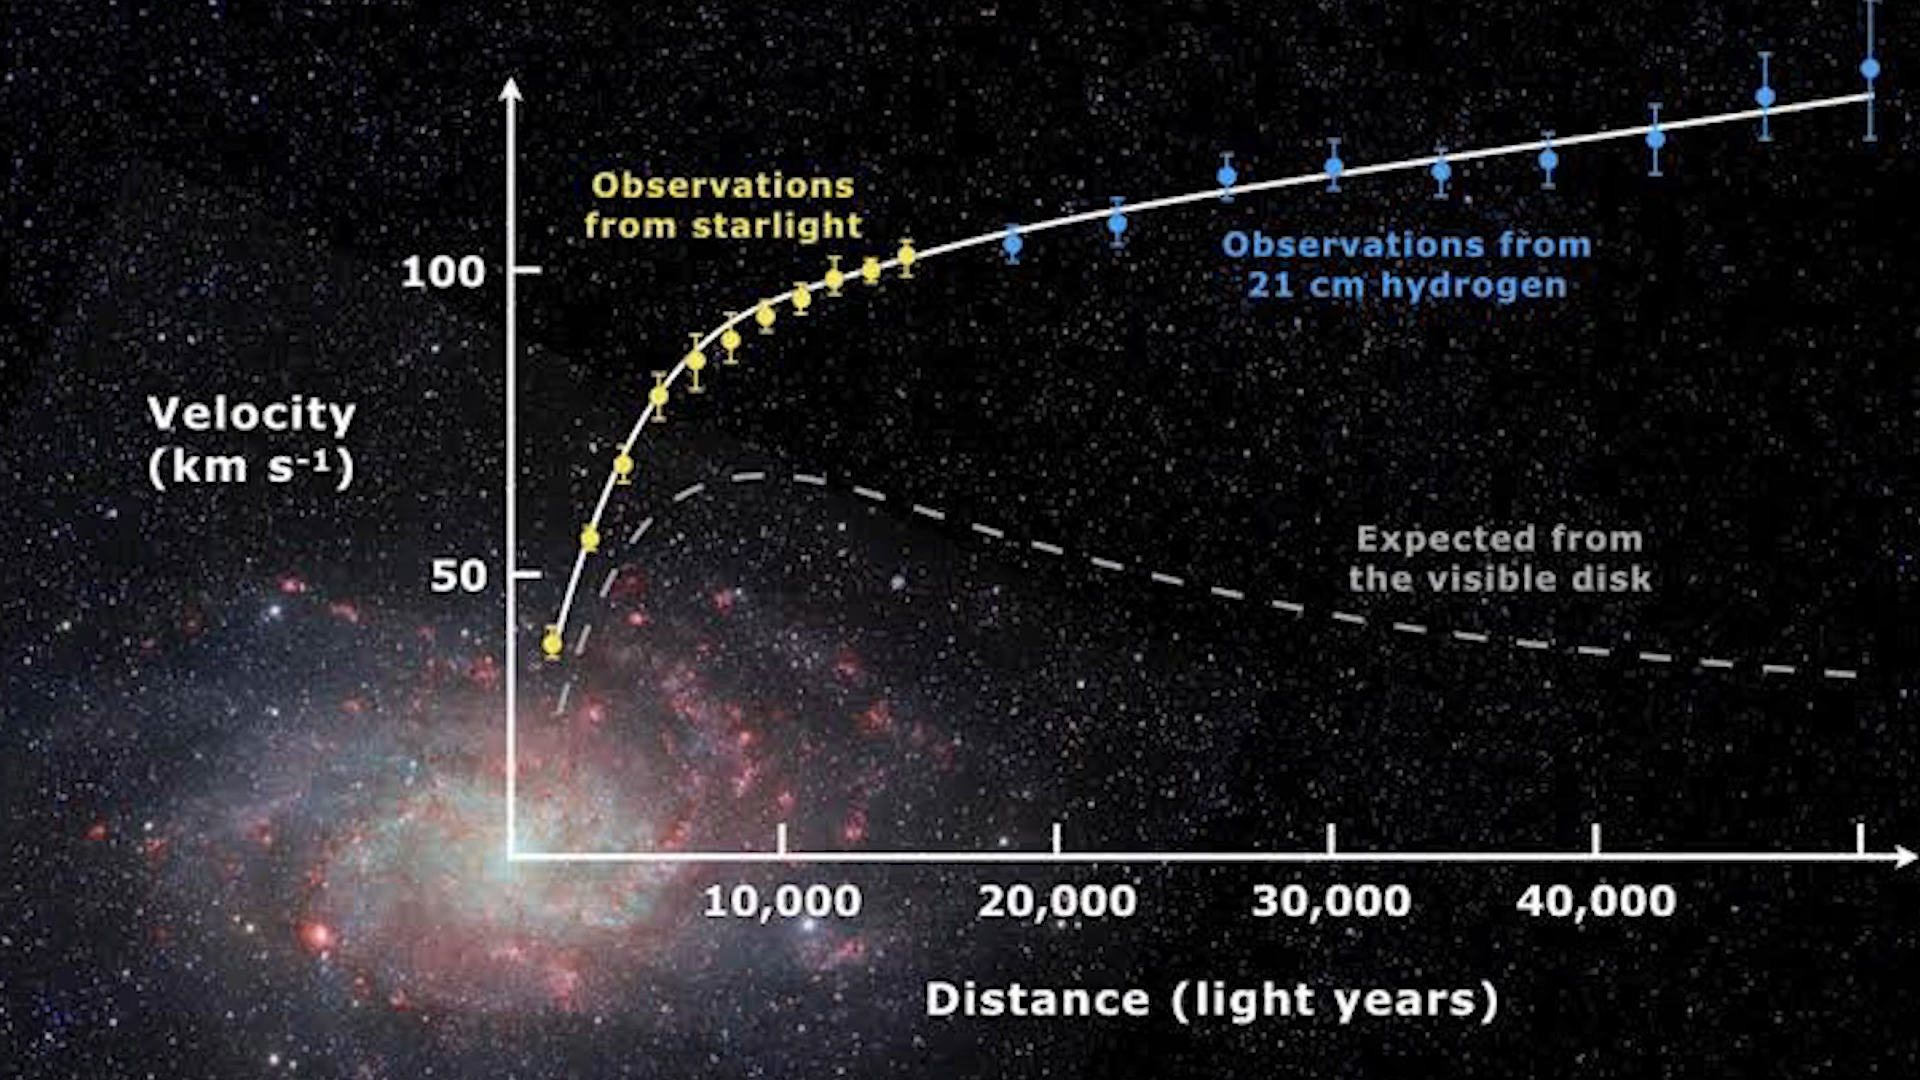 Observations
from starlight
100
Observations from
21 cm hydrogen
Velocity
(km s-1)
50
Expected from
the visible disk
10,000
20,000
30,000
40,000
Distance (light years)